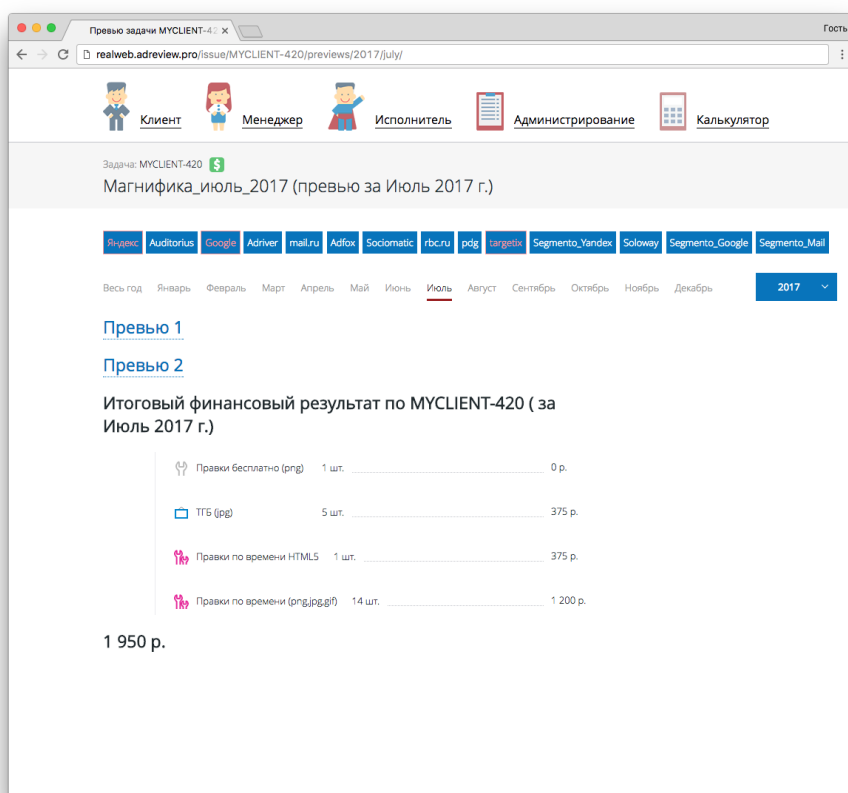 Превью задачи MYCLIENT-42
Гость
realweb.adreview.pro/issue/MYCLIENT-420/previews/2017/july/
Клиент Менеджер Исполнитель Администрирование Калькулятор
Задача: MYCLIENT-420 $
Магнифика_июль_2017 (превью за Июль 2017 г.)
Яндекс Auditorius Google Adriver mail.ru Adfox Sociomatic rbc.ru pdg targetix Segmento_Yandex Soloway Segmento_Google Segmento_Mail
Весь год Январь Февраль Март Апрель Май Июнь Июль Август Сентябрь Октябрь Ноябрь Декабрь 2017
Превью 1
Превью 2
Итоговый финансовый результат по MYCLIENT-420 ( за
Июль 2017 г.)
Правки бесплатно (png) 1 шт. 0 р.
ТГБ (jpg) 5 шт. 375 р.
Правки по времени HTML5 1 шт. 375 р.
Правки по времени (png,jpg,gif) 14 шт. 1 200 р.
1 950 р.